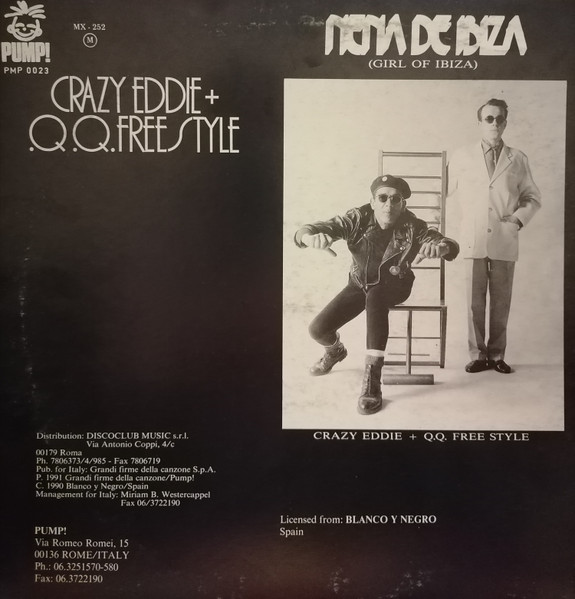 PUMP!
PMP 0023
MX - 252
M
CRAZY EDDIE +
Q.Q. FREE STYLE
NENA DE IBIZA
(GIRL OF IBIZA)
CRAZY EDDIE + Q.Q. FREE STYLE
Distribution: DISCOCLUB MUSIC s.r.l.
Via Antonio Coppi, 4/c
00179 Roma
Ph. 7806373/4/985 - Fax 7806719
Pub. for Italy: Grandi firme della canzone S.p.A.
P. 1991 Grandi firme della canzone/Pump!
C. 1990 Blanco y Negro/Spain
Management for Italy: Miriam B. Westercappel
Fax 06/3722190
PUMP!
Via Romeo Romei, 15
00136 ROME/ITALY
Ph.: 06.3251570-580
Fax: 06.3722190
Licensed from: BLANCO Y NEGRO
Spain